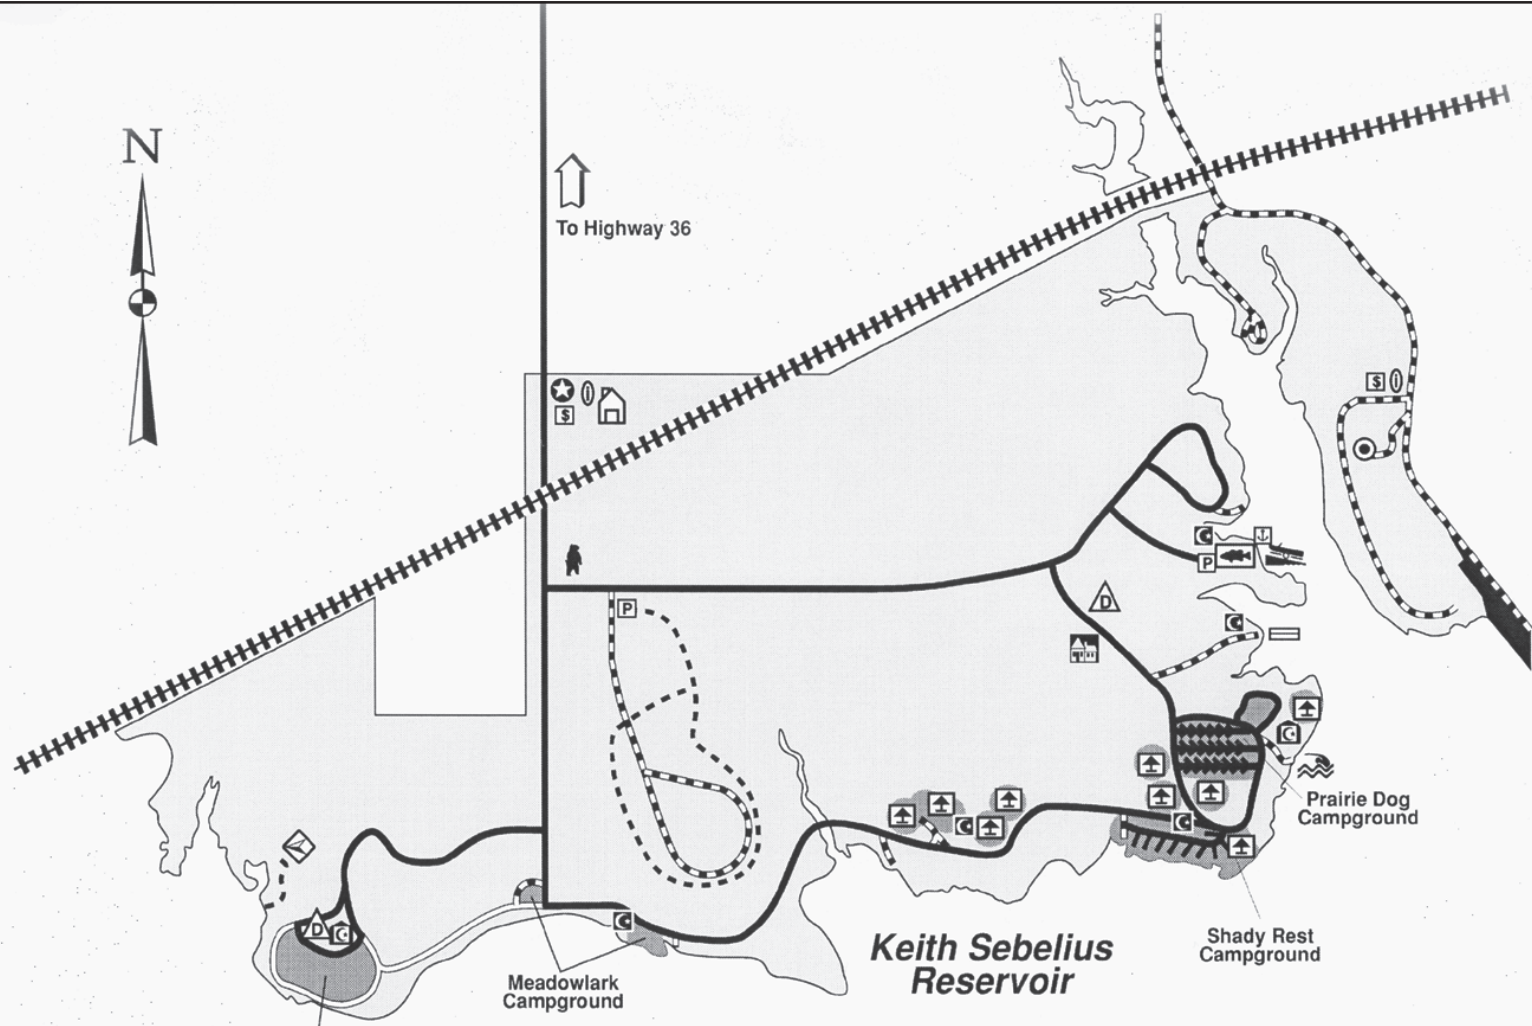 N
To Highway 36
$
$
P
P
D
D
Prairie Dog
Campground
Shady Rest
Campground
Keith Sebelius
Reservoir
Meadowlark
Campground